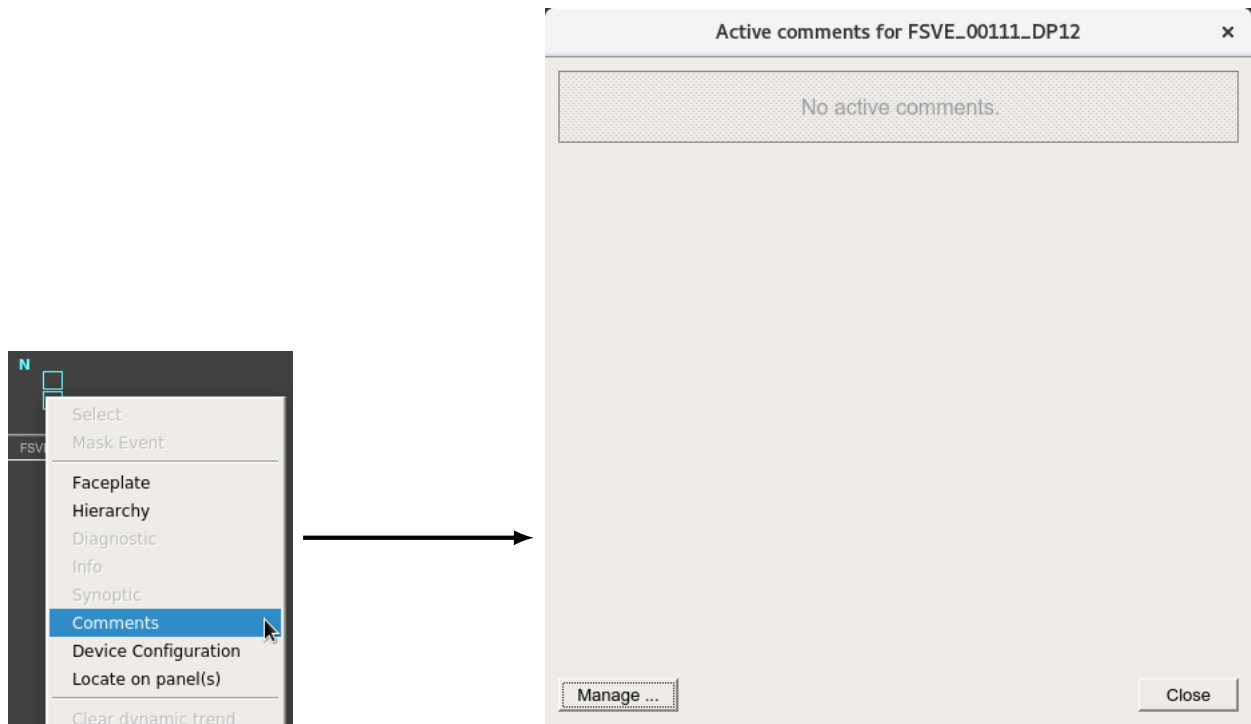 N
FSVE
Select
Mask Event
Faceplate
Hierarchy
Diagnostic
Info
Synoptic
Comments
Device Configuration
Locate on panel(s)
Clear dynamic trend
Active comments for FSVE_00111_DP12
×
No active comments.
Manage ...
Close